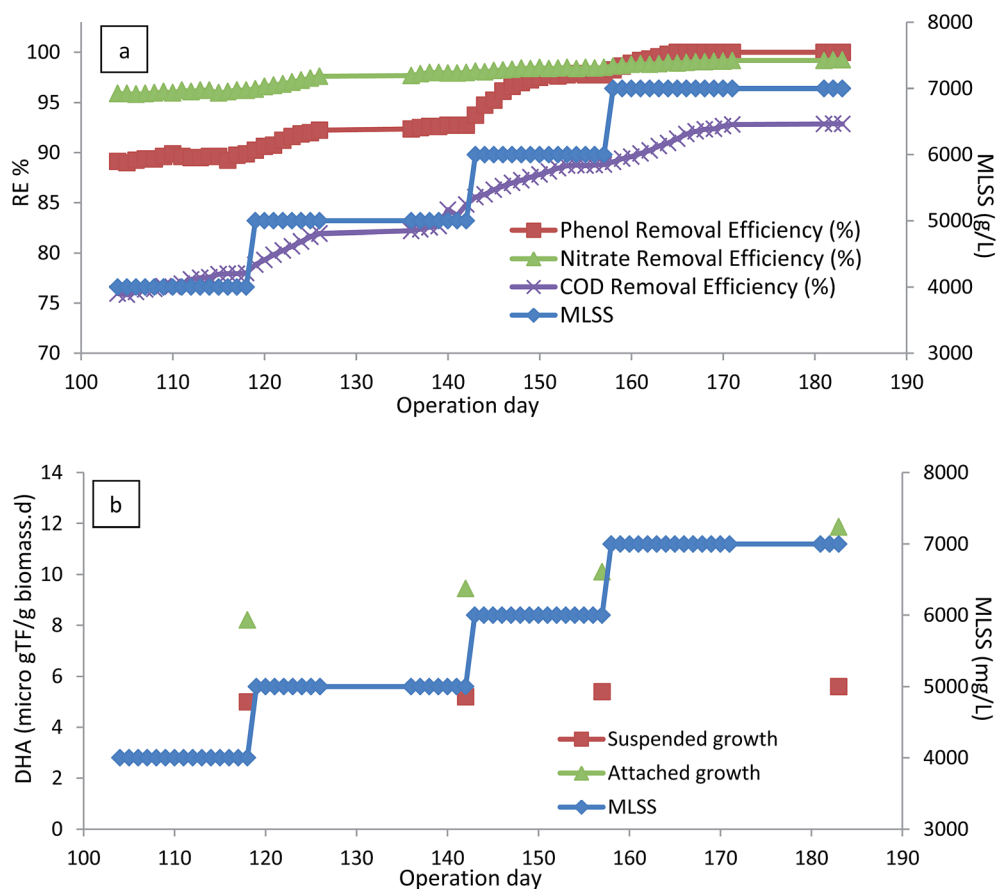 a
RE %
100
95
90
85
80
75
70
8000
7000
6000
5000
4000
3000
MLSS (g/L)
Phenol Removal Efficiency (%)
Nitrate Removal Efficiency (%)
COD Removal Efficiency (%)
MLSS
100 110 120 130 140 150 160 170 180 190
Operation day
b
DHA (micro gTF/g biomass.d)
14
12
10
8
6
4
2
0
8000
7000
6000
5000
4000
3000
MLSS (mg/L)
Suspended growth
Attached growth
MLSS
100 110 120 130 140 150 160 170 180 190
Operation day